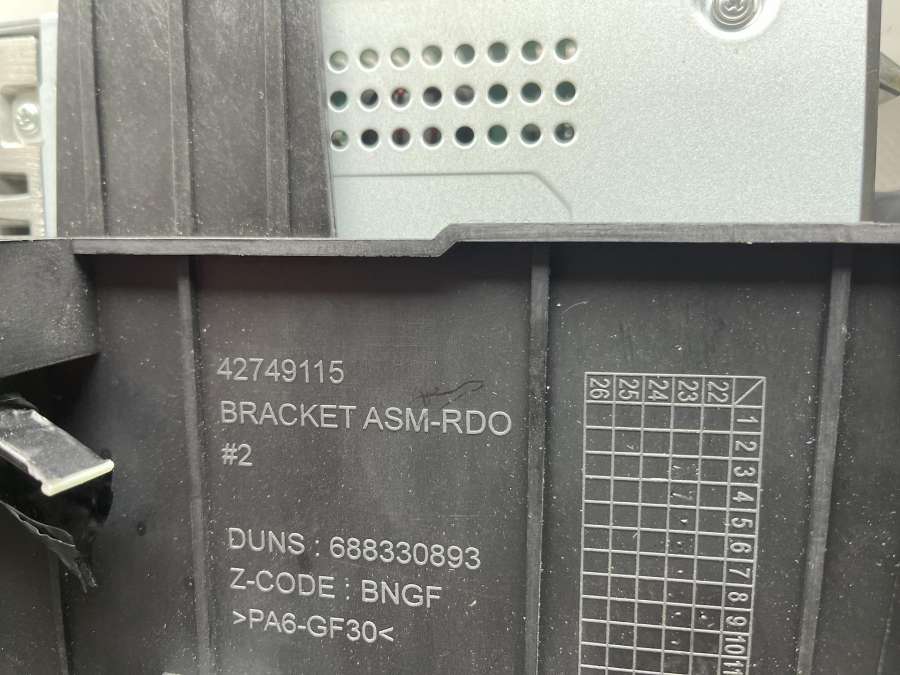 42749115
BRACKET ASM-RDO
#2
DUNS : 688330893
Z-CODE : BNGF
>PA6-GF30<
26 25 24 23 22
1
2
3
4
5
6
7
8
9
10
11